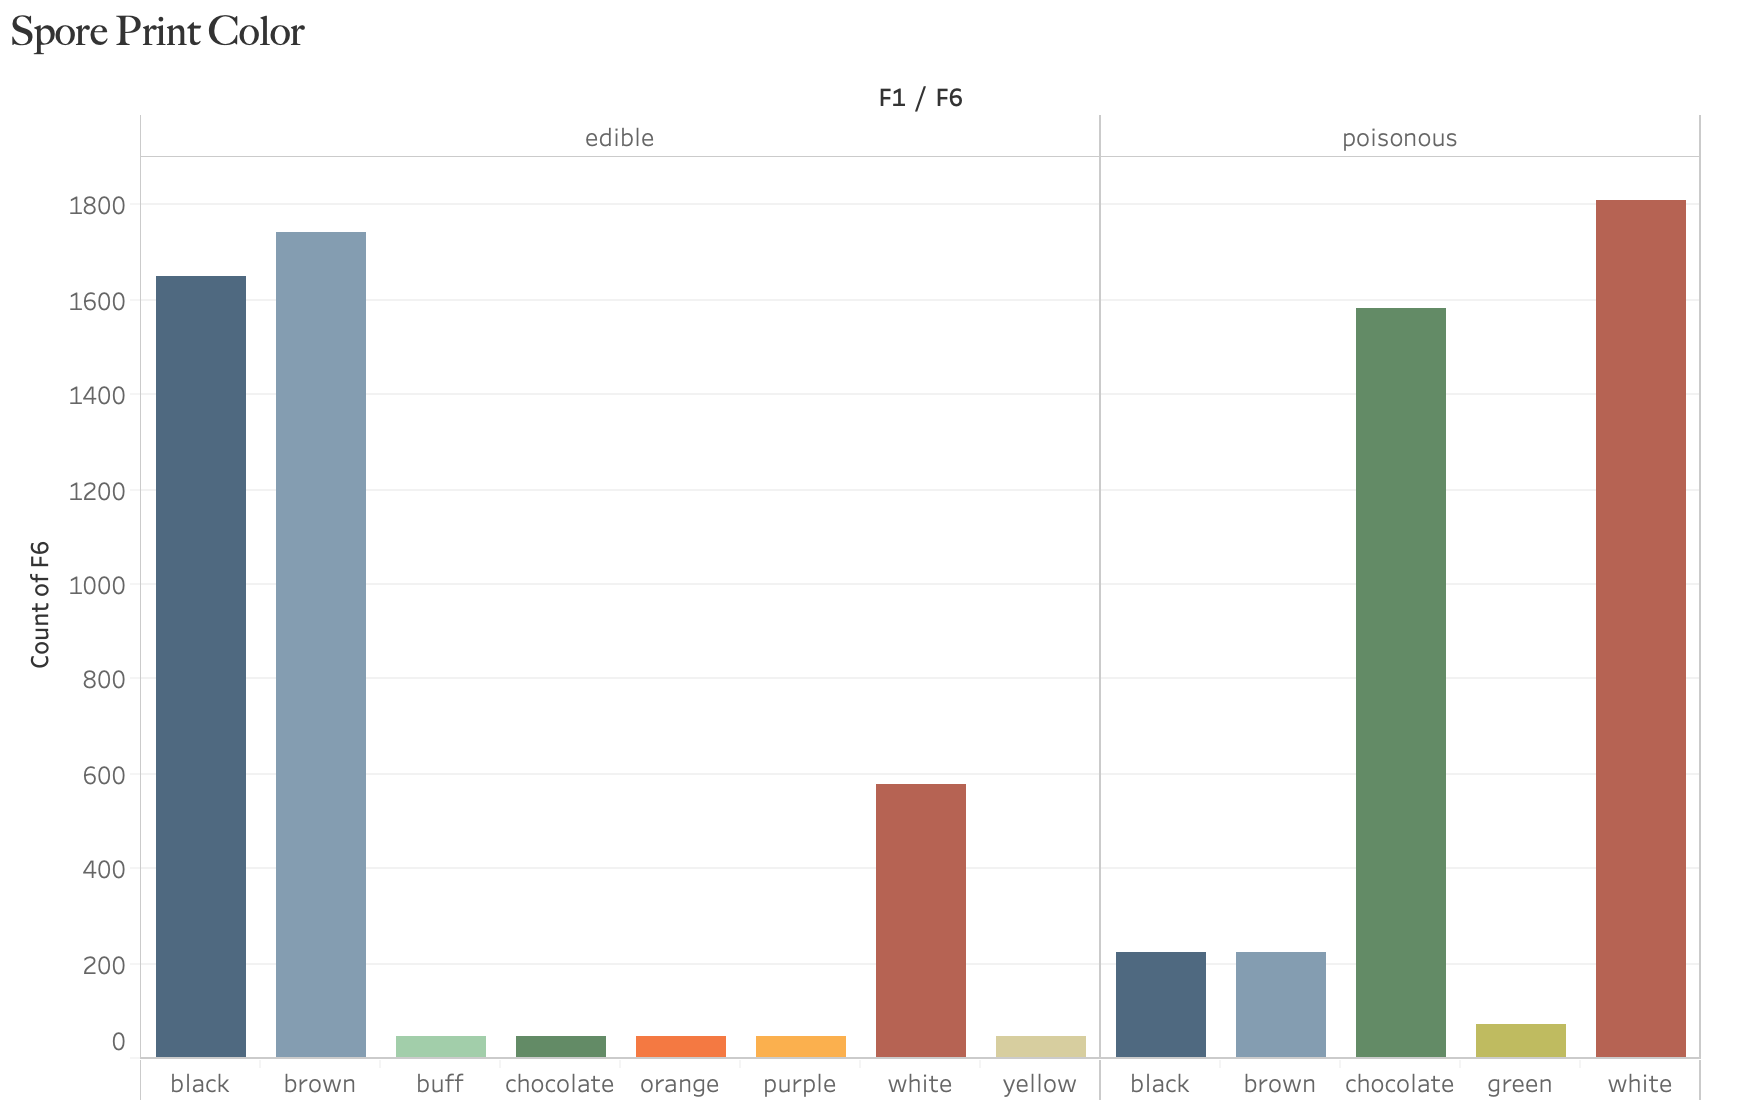 Spore Print Color
F1 / F6
edible poisonous
1800
1600
1400
1200
1000
800
600
400
200
0
Count of F6
black brown buff chocolate orange purple white yellow black brown chocolate green white